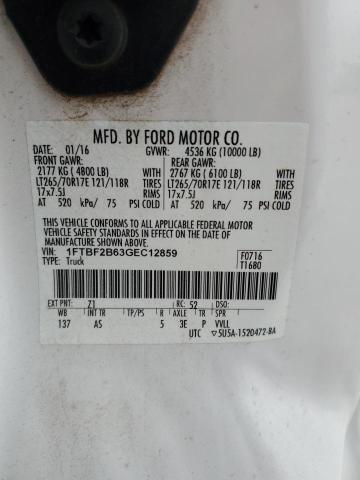 MFD. BY FORD MOTOR CO.
DATE: 01/16 GVWR: 4536 KG (10000 LB)
FRONT GAWR: REAR GAWR:
2177 KG (4800 LB) 2767 KG (6100 LB)
LT265/70R17E 121/118R TIRES LT265/70R17E 121/118R TIRES
17x7.5J RIMS 17x7.5J RIMS
AT 520 kPa/ 75 PSI COLD AT 520 kPa/ 75 PSI COLD
THIS VEHICLE CONFORMS TO ALL APPLICABLE FEDERAL MOTOR
VEHICLE SAFETY STANDARDS IN EFFECT ON THE DATE OF
MANUFACTURE SHOWN ABOVE.
VIN: 1FTBF2B63GEC12859 F0716
TYPE: Truck T1680
EXT PNT: Z1 RC: 52 DSO:
WB INT TR TP/PS R AXLE TR SPR
137 AS 5 3E P VVLL
UTC ▽5U5A-1520472-BA